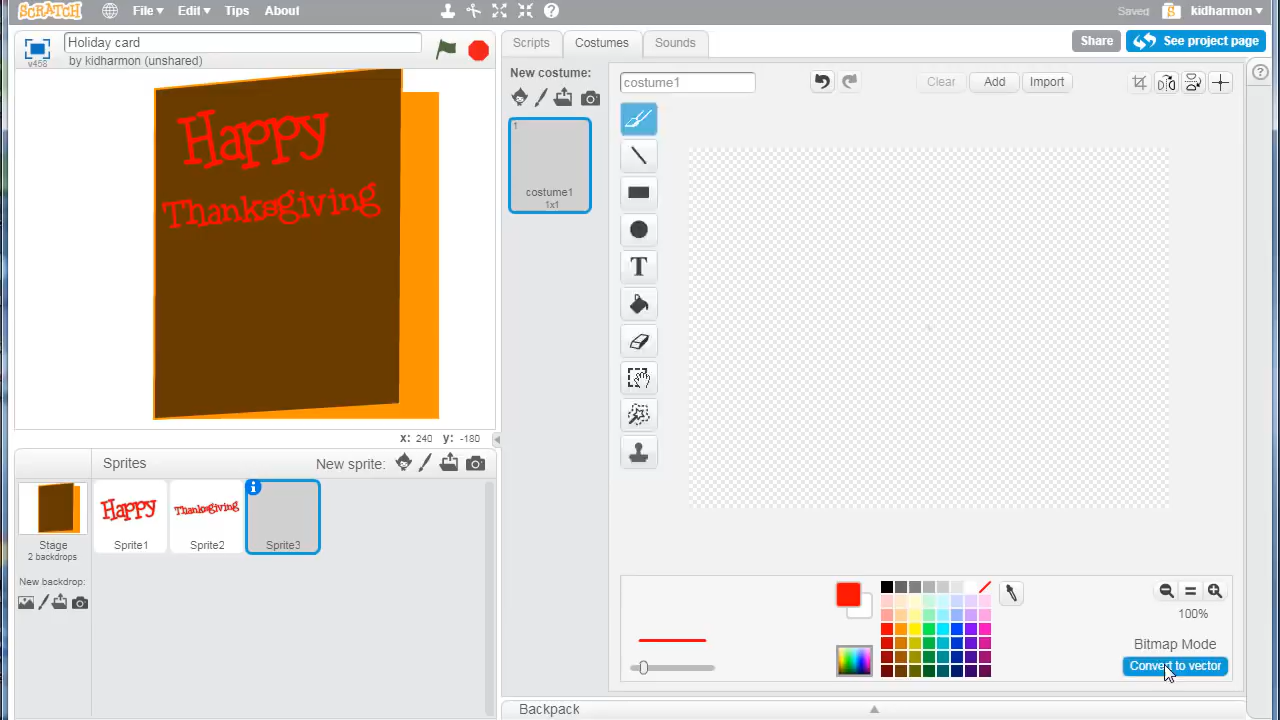 SCRATCH File Edit Tips About Saved kidharmon
v458 Holiday card
by kidharmon (unshared)
Scripts Costumes Sounds Share See project page
New costume: costume1 Clear Add Import
1
costume1
1x1
T
Happy
Thanksgiving
x: 240 y: -180
Sprites New sprite:
Happy Thanksgiving
Stage Sprite1 Sprite2 Sprite3
2 backdrops
New backdrop:
100%
Bitmap Mode
Convert to vector
Backpack